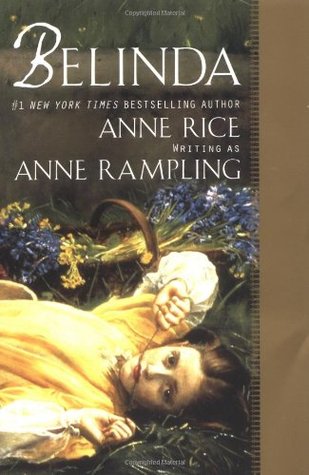 BELINDA
#1 NEW YORK TIMES BESTSELLING AUTHOR
ANNE RICE
WRITING AS
ANNE RAMPLING